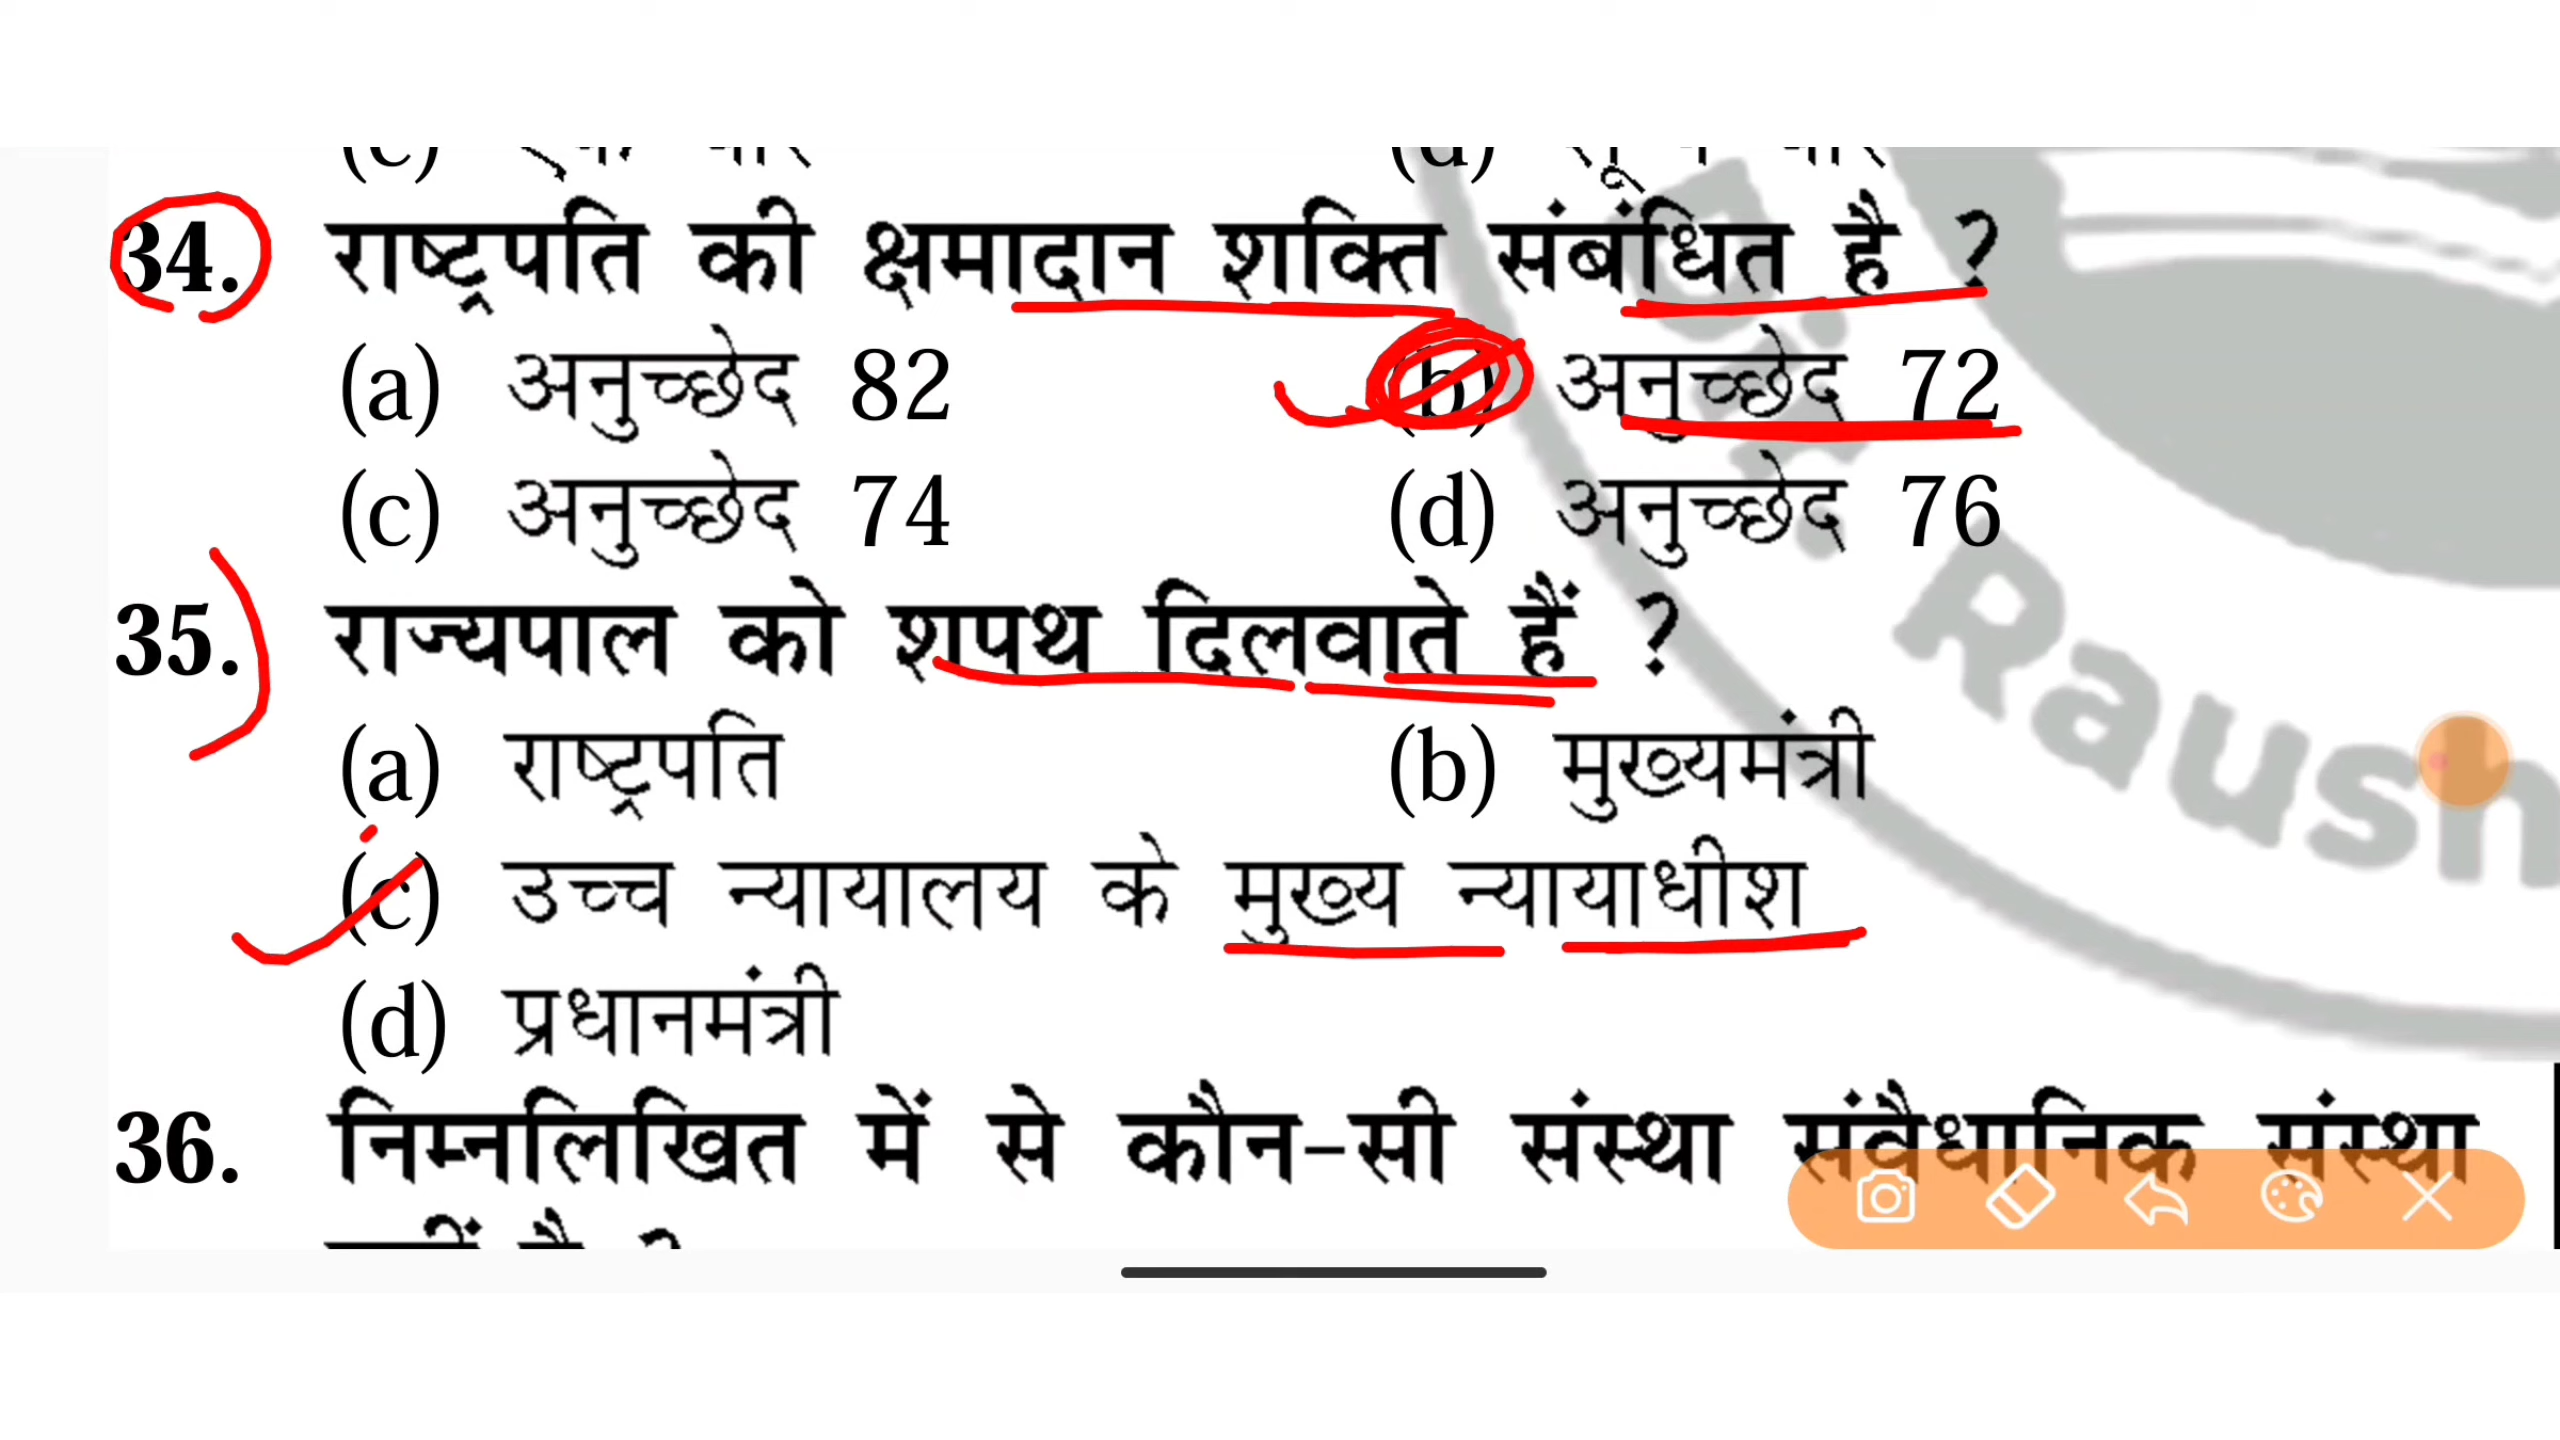 34. राष्ट्रपति की क्षमादान शक्ति संबंधित है ?
(a) अनुच्छेद 82 (b) अनुच्छेद 72
(c) अनुच्छेद 74 (d) अनुच्छेद 76
35. राज्यपाल को शपथ दिलवाते हैं ?
(a) राष्ट्रपति (b) मुख्यमंत्री
(c) उच्च न्यायालय के मुख्य न्यायाधीश
(d) प्रधानमंत्री
36. निम्नलिखित में से कौन-सी संस्था संवैधानिक संस्था
Raush